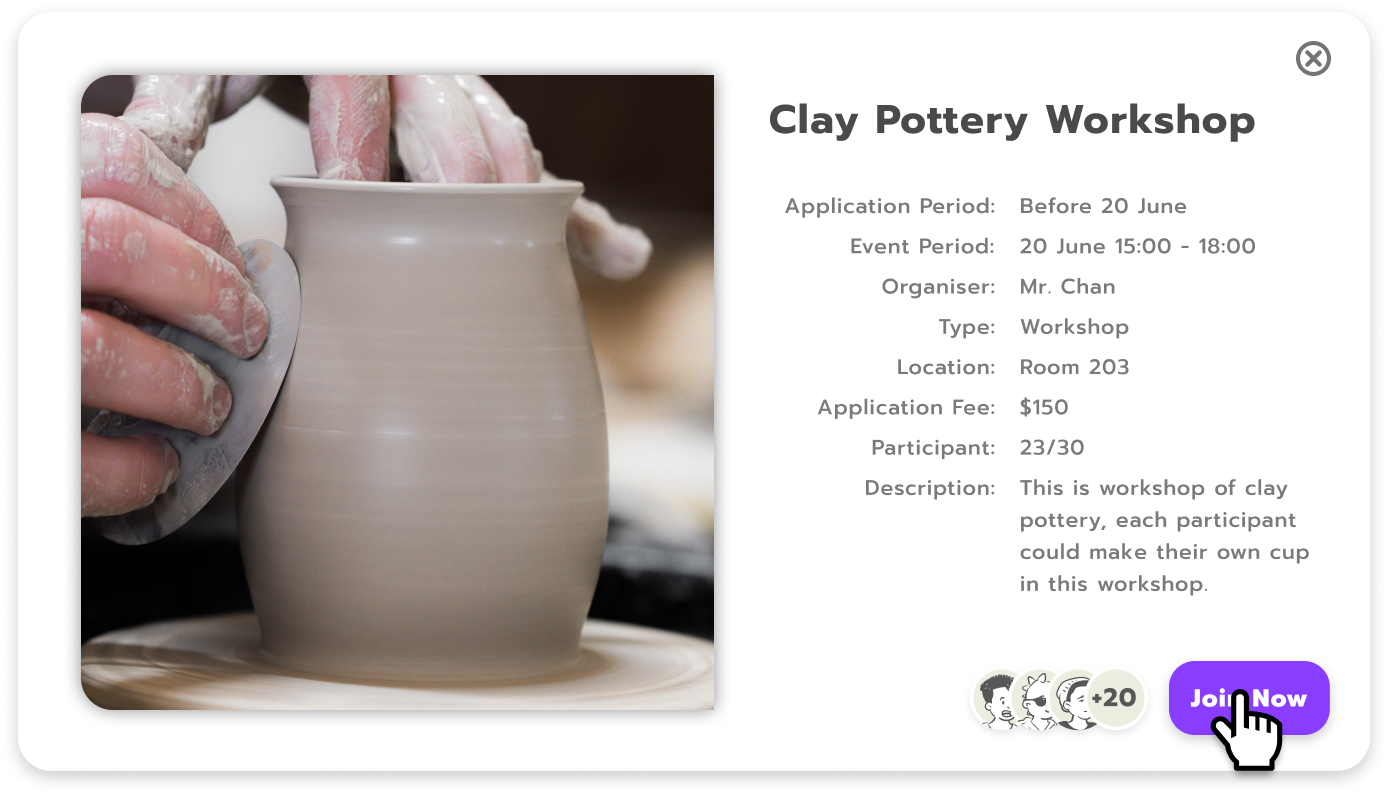 Clay Pottery Workshop
Application Period: Before 20 June
Event Period: 20 June 15:00 - 18:00
Organiser: Mr. Chan
Type: Workshop
Location: Room 203
Application Fee: $150
Participant: 23/30
Description: This is workshop of clay
pottery, each participant
could make their own cup
in this workshop.
+20
Join Now